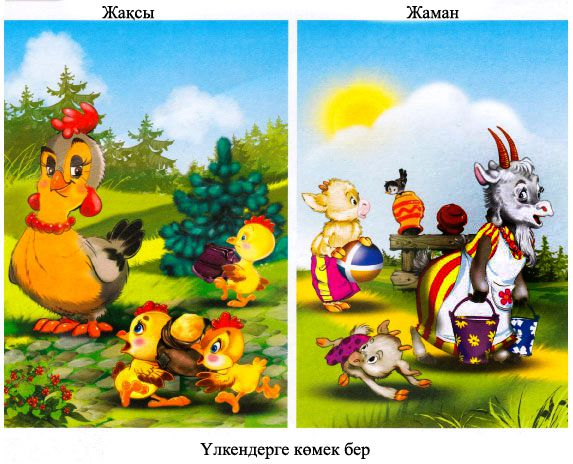 Жақсы
Жаман
Үлкендерге көмек бер